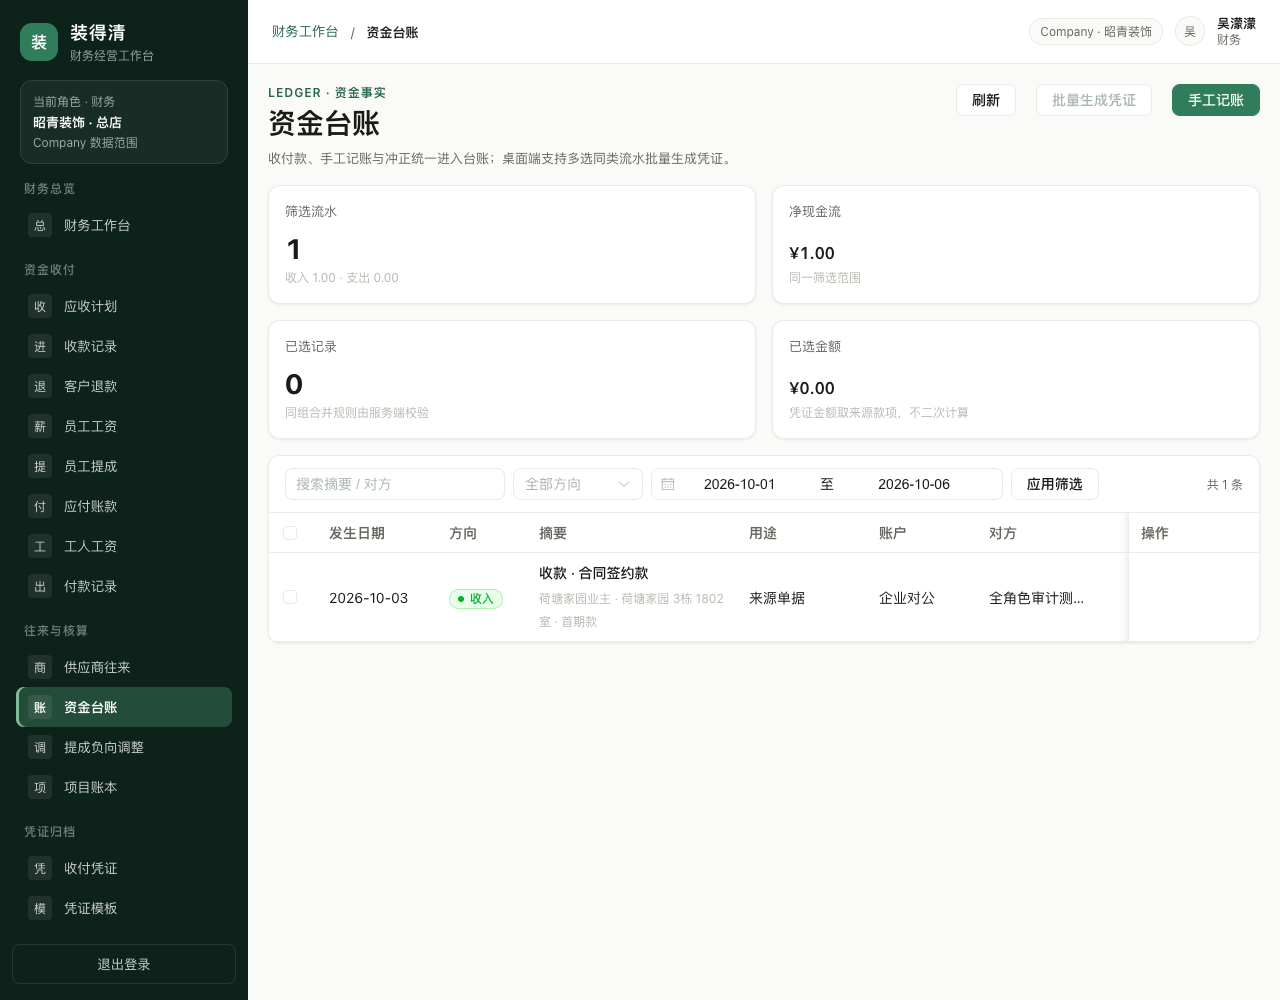 装
装得清
财务经营工作台
当前角色 · 财务
昭青装饰 · 总店
Company 数据范围
财务总览
总 财务工作台
资金收付
收 应收计划
进 收款记录
退 客户退款
薪 员工工资
提 员工提成
付 应付账款
工 工人工资
出 付款记录
往来与核算
商 供应商往来
账 资金台账
调 提成负向调整
项 项目账本
凭证归档
凭 收付凭证
模 凭证模板
退出登录
财务工作台 / 资金台账
Company · 昭青装饰
吴
吴濛濛
财务
LEDGER · 资金事实
资金台账
收付款、手工记账与冲正统一进入台账；桌面端支持多选同类流水批量生成凭证。
刷新
批量生成凭证
手工记账
筛选流水
1
收入 1.00 · 支出 0.00
净现金流
¥1.00
同一筛选范围
已选记录
0
同组合并规则由服务端校验
已选金额
¥0.00
凭证金额取来源款项，不二次计算
搜索摘要 / 对方
全部方向
2026-10-01 至 2026-10-06
应用筛选
共 1 条
发生日期 方向 摘要 用途 账户 对方 操作
2026-10-03
收入
收款 · 合同签约款
荷塘家园业主 · 荷塘家园 3栋 1802
室 · 首期款
来源单据
企业对公
全角色审计测...